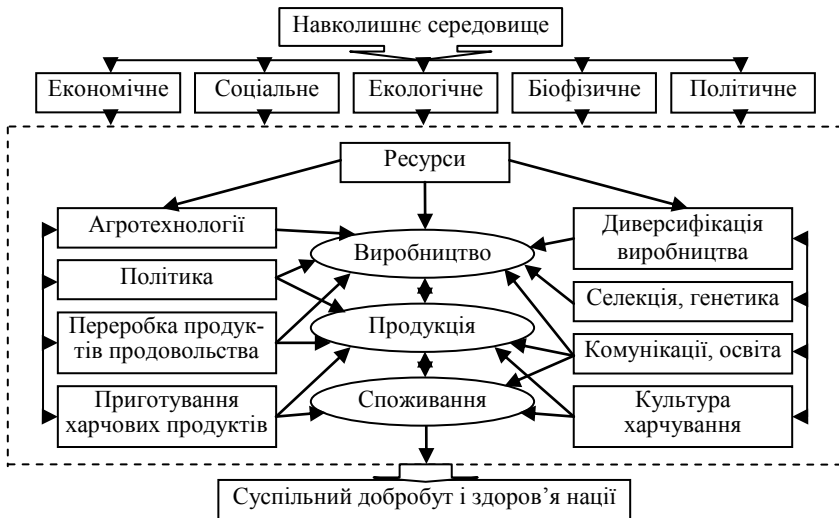 Навколишнє середовище
Економічне
Соціальне
Екологічне
Біофізичне
Політичне
Ресурси
Агротехнології
Виробництво
Диверсифікація
виробництва
Політика
Селекція, генетика
Переробка продук-
тів продовольства
Продукція
Комунікації, освіта
Приготування
харчових продуктів
Споживання
Культура
харчування
Суспільний добробут і здоров’я нації